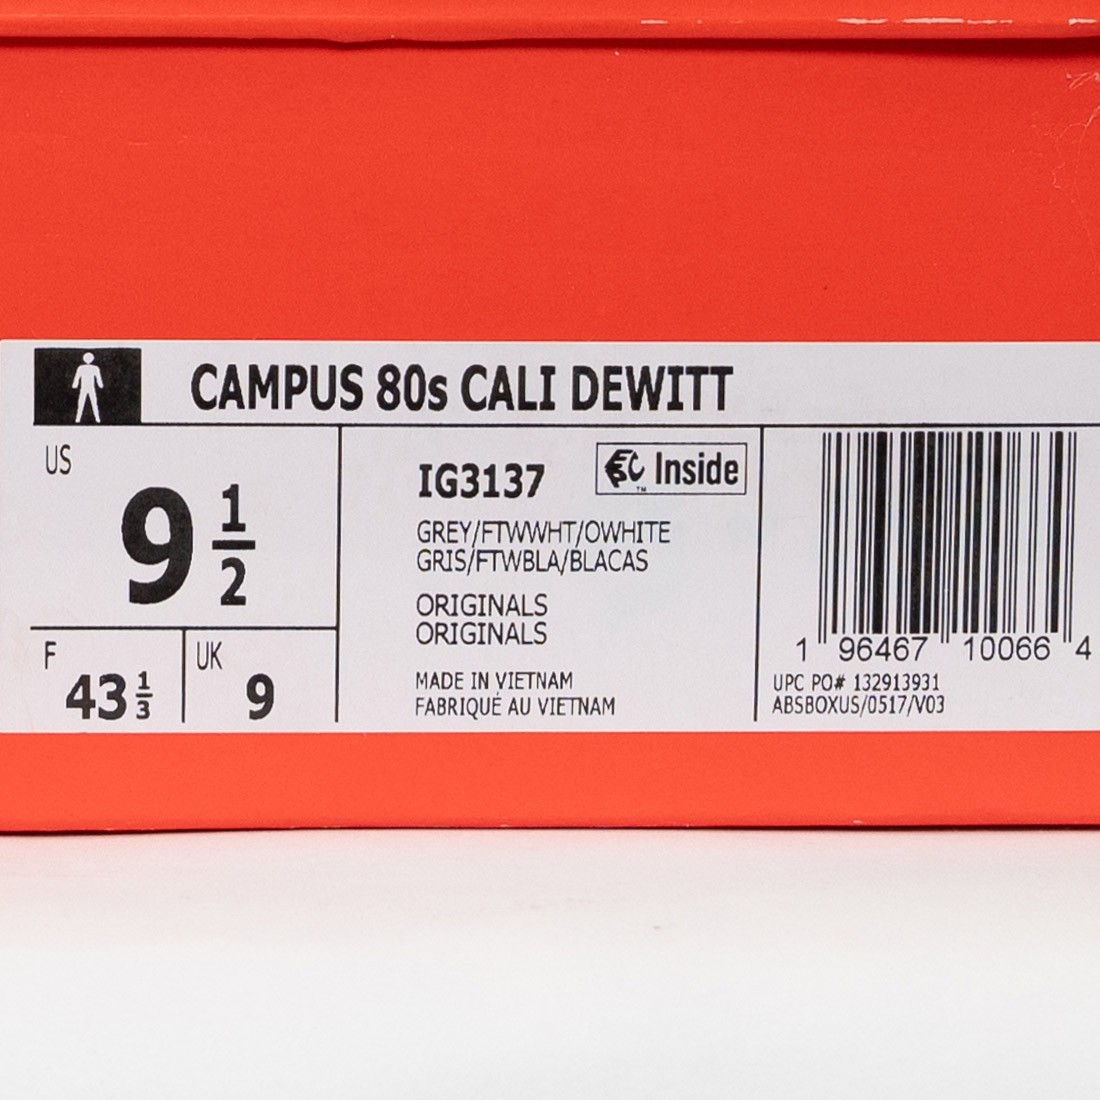 CAMPUS 80s CALI DEWITT
US
9 1/2
F
43 1/3
UK
9
IG3137
Inside
GREY/FTWWHT/OWHITE
GRIS/FTWBLA/BLACAS
ORIGINALS
ORIGINALS
MADE IN VIETNAM
FABRIQUÉ AU VIETNAM
1 96467 10066 4
UPC PO# 132913931
ABSBOXUS/0517/V03